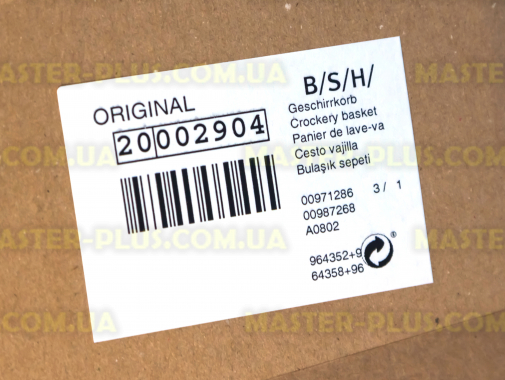 MASTER-PLUS.COM.UA
B/S/H/
ORIGINAL
20002904
Geschirrkorb
Crockery basket
Panier de lave-va
Cesto vajilla
Bulaşık sepeti
00971286 3 / 1
00987268
A0802
964352+9
64358+96
®